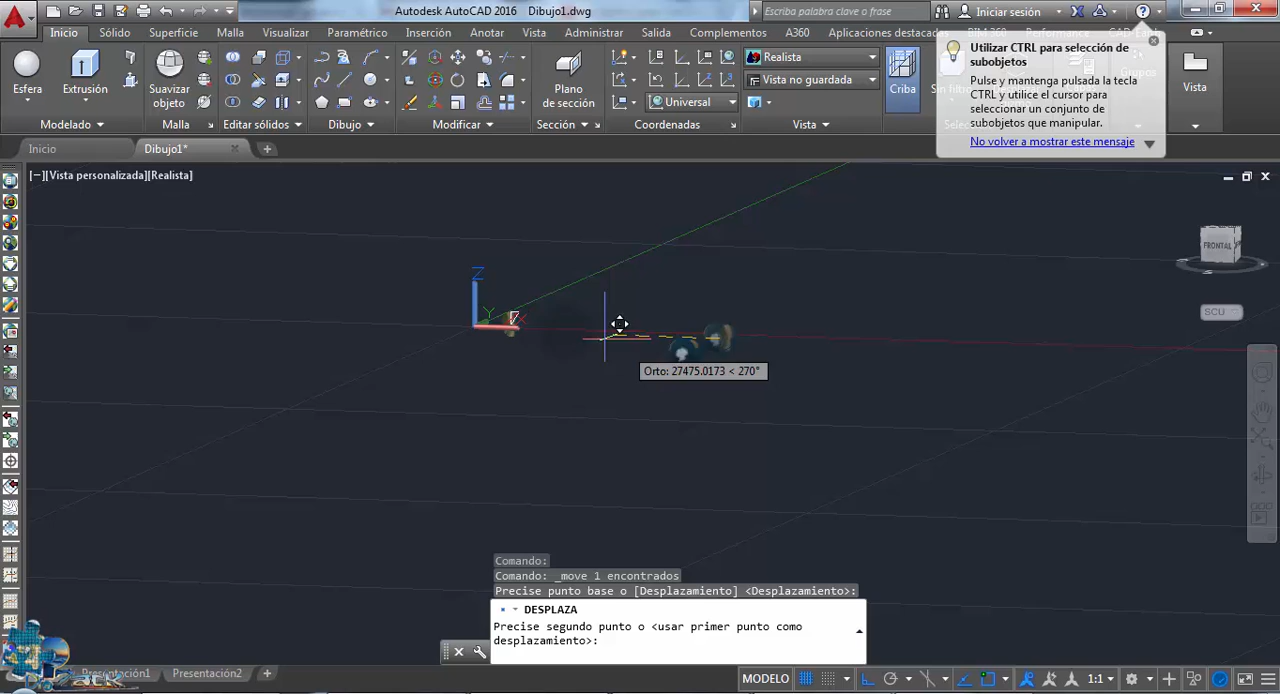 Autodesk AutoCAD 2016 Dibujo1.dwg
Escriba palabra clave o frase
Iniciar sesión
Inicio Sólido Superficie Malla Visualizar Paramétrico Inserción Anotar Vista Administrar Salida Complementos A360 Aplicaciones destacadas BIM 360 Performance
Utilizar CTRL para selección de
subobjetos
Pulse y mantenga pulsada la tecla
CTRL y utilice el cursor para
seleccionar un conjunto de
subobjetos que manipular.
No volver a mostrar este mensaje
Realista
Vista no guardada
Universal
Esfera Extrusión Suavizar
objeto
Plano
de sección
Criba
Vista
Modelado Malla Editar sólidos Dibujo Modificar Sección Coordenadas Vista
Inicio Dibujo1* +
[−][Vista personalizada][Realista]
FRONTAL
SCU
Z
Y
X
Orto: 27475.0173 < 270°
Comando:
Comando: _move 1 encontrados
Precise punto base o [Desplazamiento] <Desplazamiento>:
DESPLAZA
Precise segundo punto o <usar primer punto como
desplazamiento>:
Presentación1 Presentación2 +
MODELO
1:1